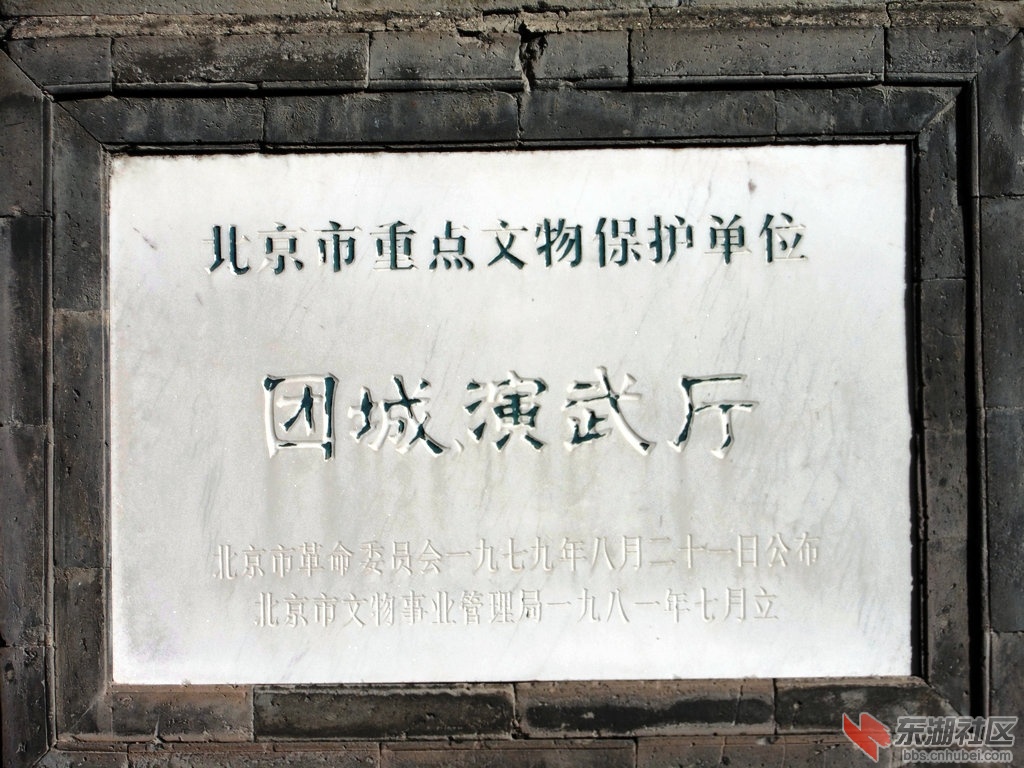 北京市重点文物保护单位
团城演武厅
北京市革命委员会一九七九年八月二十一日公布
北京市文物事业管理局一九八一年七月立
东湖社区
bbs.cnhubei.com